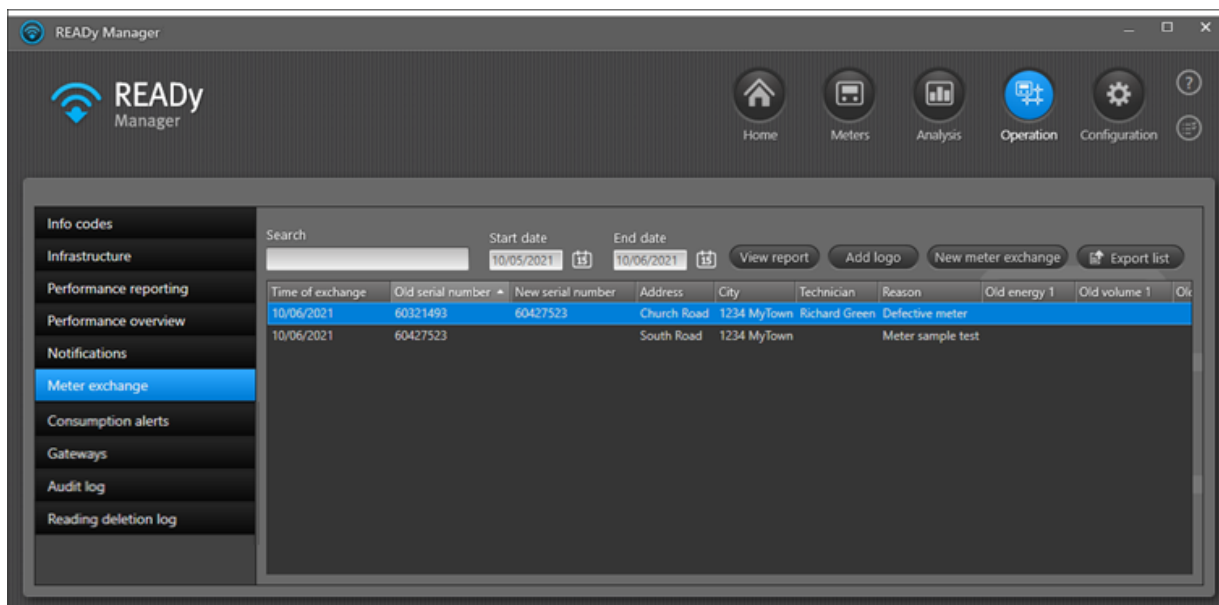 READy Manager
READy
Manager
?
Home Meters Analysis Operation Configuration
Info codes
Infrastructure
Performance reporting
Performance overview
Notifications
Meter exchange
Consumption alerts
Gateways
Audit log
Reading deletion log
Search Start date End date
10/05/2021 15 10/06/2021 15 View report Add logo New meter exchange Export list
Time of exchange Old serial number New serial number Address City Technician Reason Old energy 1 Old volume 1 Old
10/06/2021 60321493 60427523 Church Road 1234 MyTown Richard Green Defective meter
10/06/2021 60427523 South Road 1234 MyTown Meter sample test